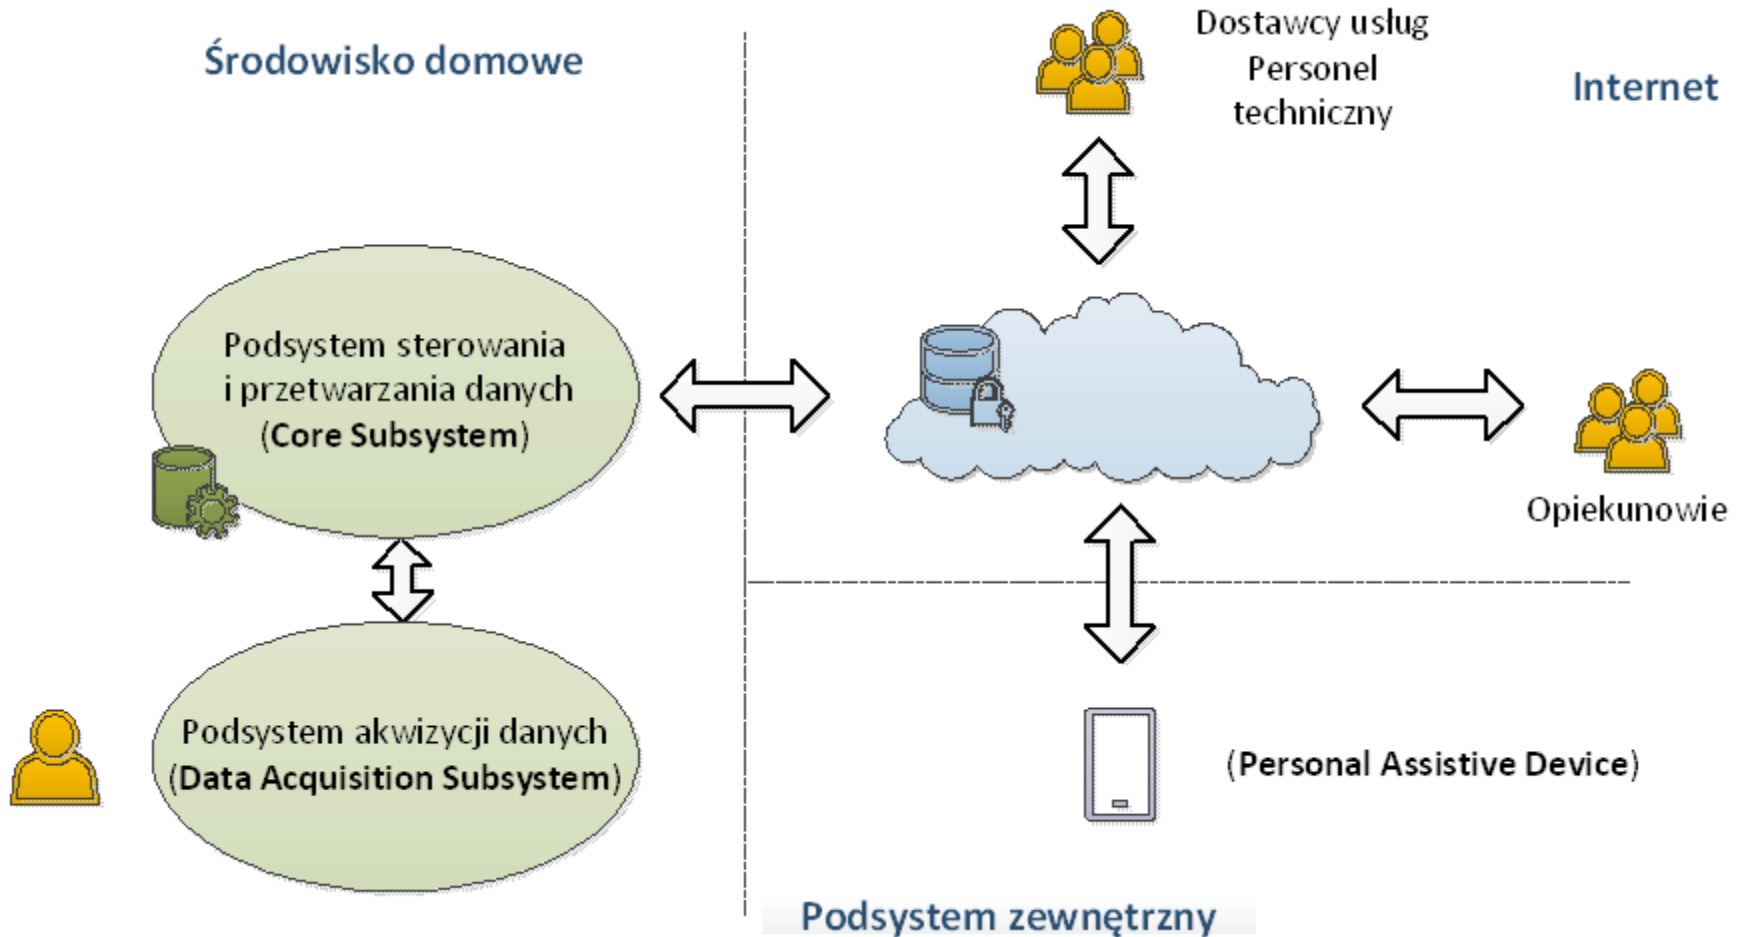 Środowisko domowe
Dostawcy usług
Personel
techniczny
Internet
Podsystem sterowania
i przetwarzania danych
(Core Subsystem)
Opiekunowie
Podsystem akwizycji danych
(Data Acquisition Subsystem)
(Personal Assistive Device)
Podsystem zewnętrzny